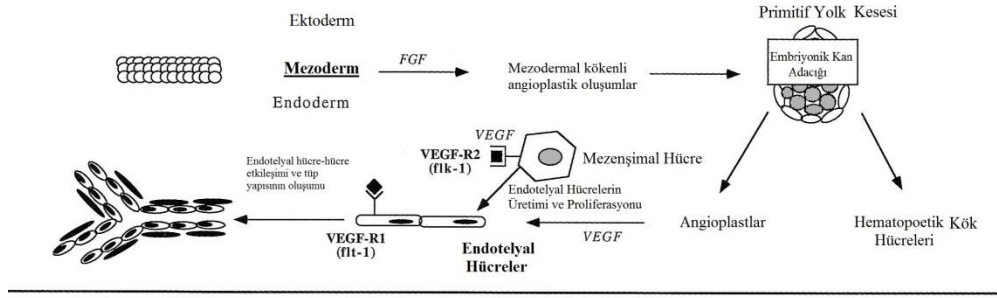 Ektoderm
Primitif Yolk Kesesi
Mezoderm
FGF
Mezodermal kökenli
angioplastik oluşumlar
Embriyonik Kan
Adacığı
Endoderm
VEGF
VEGF-R2
(flk-1)
Mezenşimal Hücre
Endotelyal hücre-hücre
etkileşimi ve tüp
yapısının oluşumu
Endotelyal Hücrelerin
Üretimi ve Proliferasyonu
VEGF
Angioplastlar
Hematopoetik Kök
Hücreleri
VEGF-R1
(flt-1)
Endotelyal
Hücreler